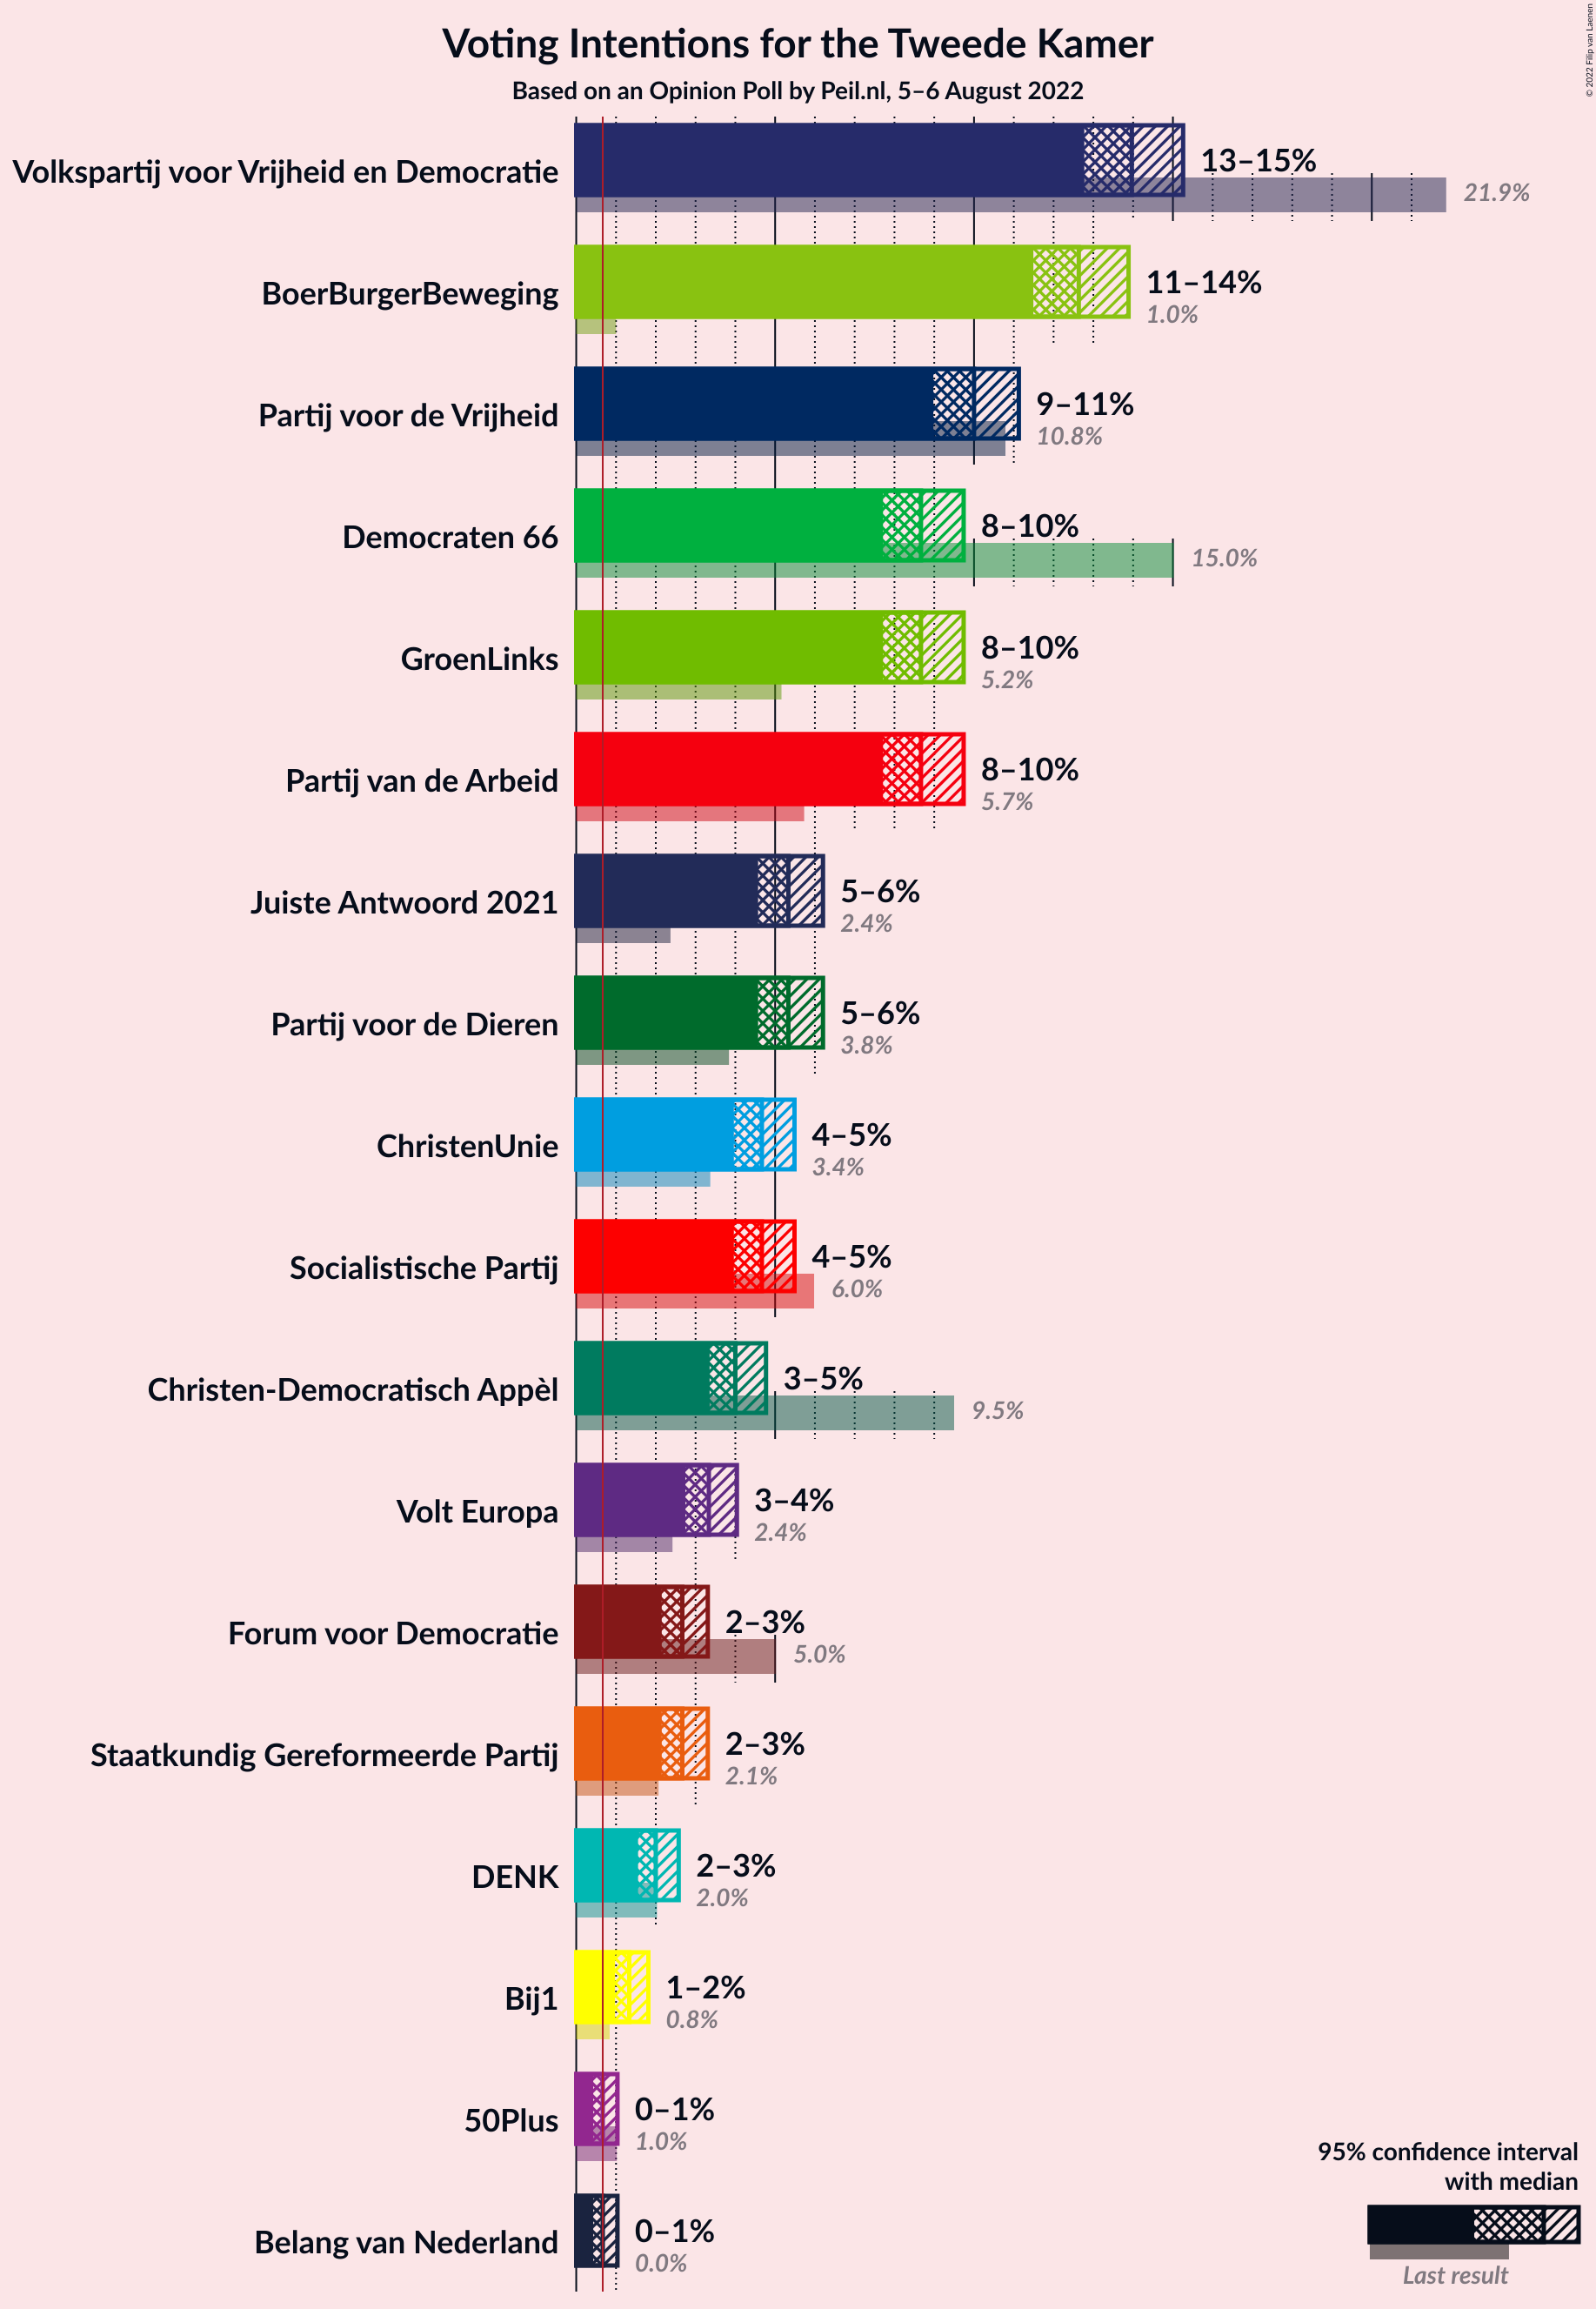 Voting Intentions for the Tweede Kamer
Based on an Opinion Poll by Peil.nl, 5–6 August 2022
© 2022 Filip van Laenen
Volkspartij voor Vrijheid en Democratie
13–15%
21.9%
BoerBurgerBeweging
11–14%
1.0%
Partij voor de Vrijheid
9–11%
10.8%
Democraten 66
8–10%
15.0%
GroenLinks
8–10%
5.2%
Partij van de Arbeid
8–10%
5.7%
Juiste Antwoord 2021
5–6%
2.4%
Partij voor de Dieren
5–6%
3.8%
ChristenUnie
4–5%
3.4%
Socialistische Partij
4–5%
6.0%
Christen-Democratisch Appèl
3–5%
9.5%
Volt Europa
3–4%
2.4%
Forum voor Democratie
2–3%
5.0%
Staatkundig Gereformeerde Partij
2–3%
2.1%
DENK
2–3%
2.0%
Bij1
1–2%
0.8%
50Plus
0–1%
1.0%
Belang van Nederland
0–1%
0.0%
95% confidence interval
with median
Last result